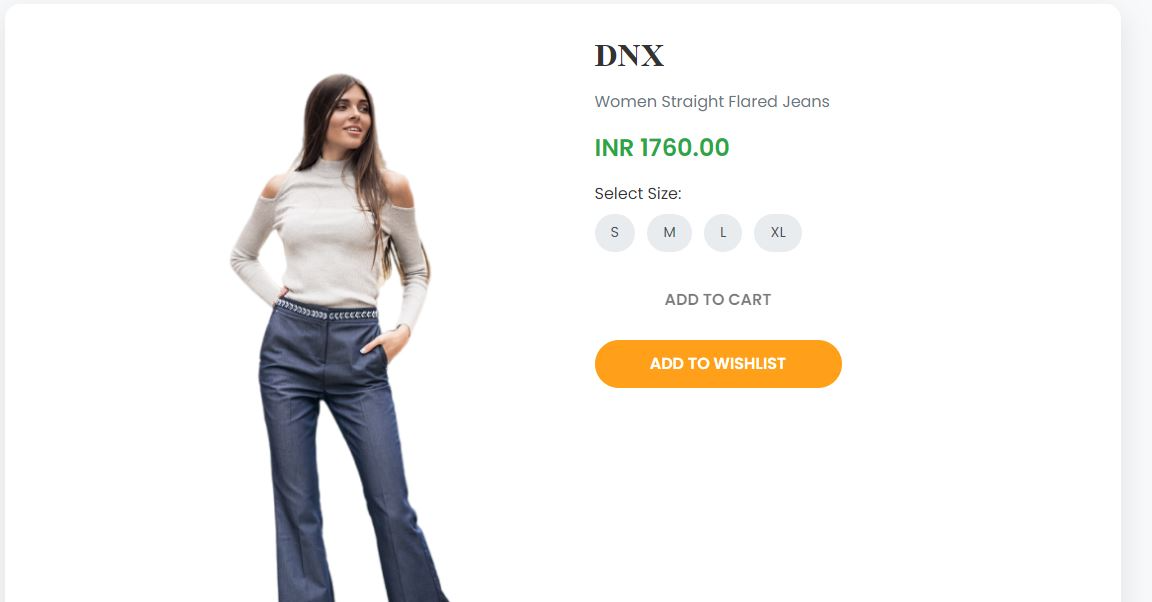 DNX
Women Straight Flared Jeans
INR 1760.00
Select Size:
S M L XL
ADD TO CART
ADD TO WISHLIST